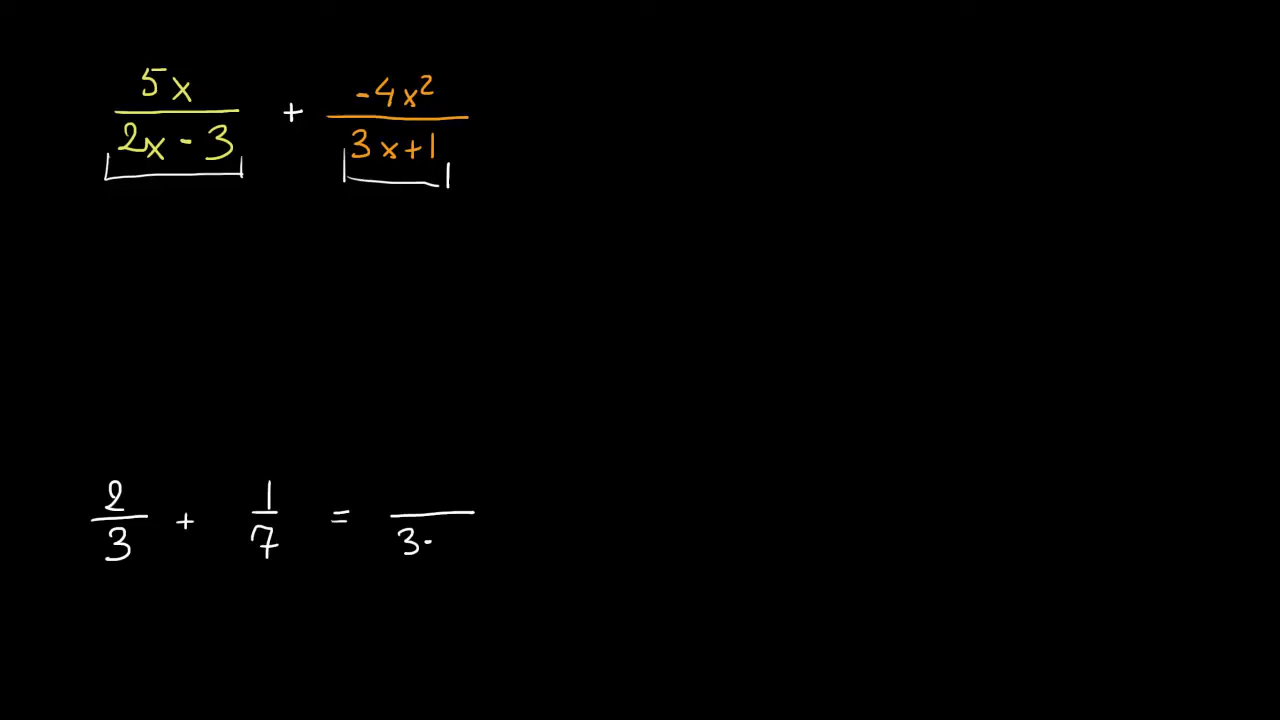 5x/(2x - 3) + -4x²/(3x+1)
2/3 + 1/7 = /3·